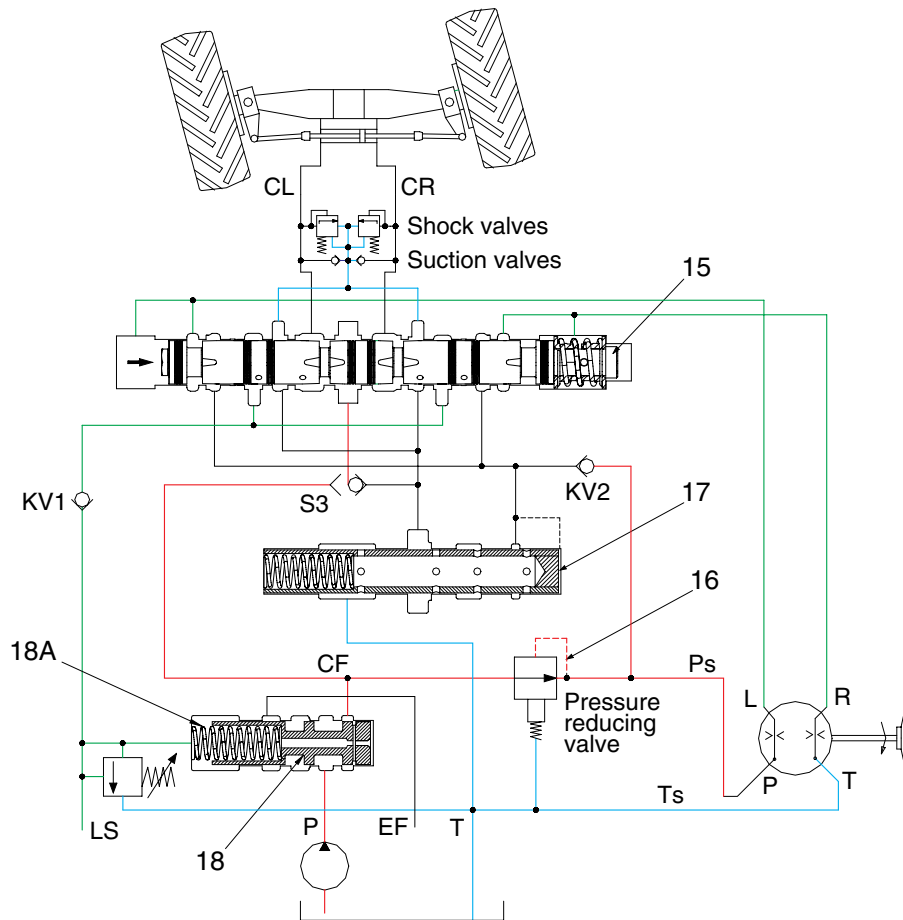 CL
CR
Shock valves
Suction valves
15
KV1
S3
KV2
17
16
18A
CF
Ps
L
R
Pressure
reducing
valve
P
T
Ts
LS
18
P
EF
T